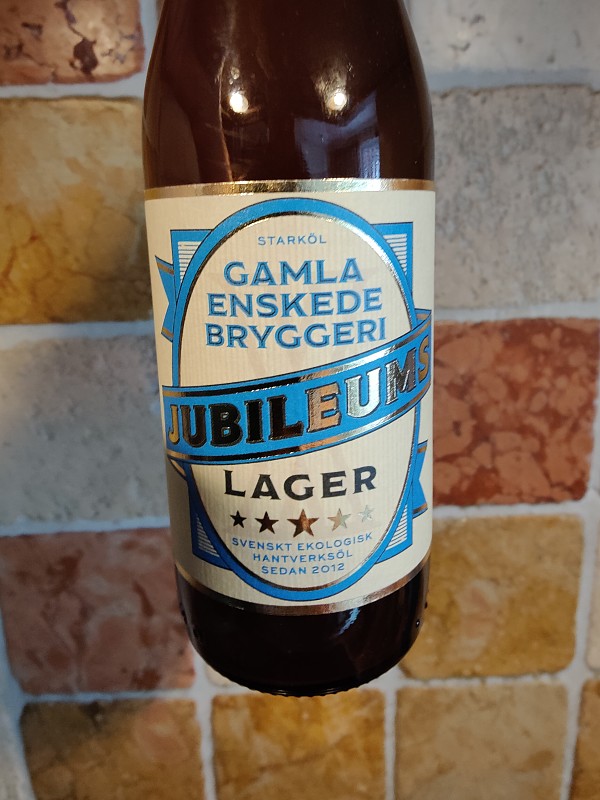 STARKÖL
GAMLA
ENSKEDE
BRYGGERI
JUBILEUMS
LAGER
SVENSKT EKOLOGISK
HANTVERKSÖL
SEDAN 2012